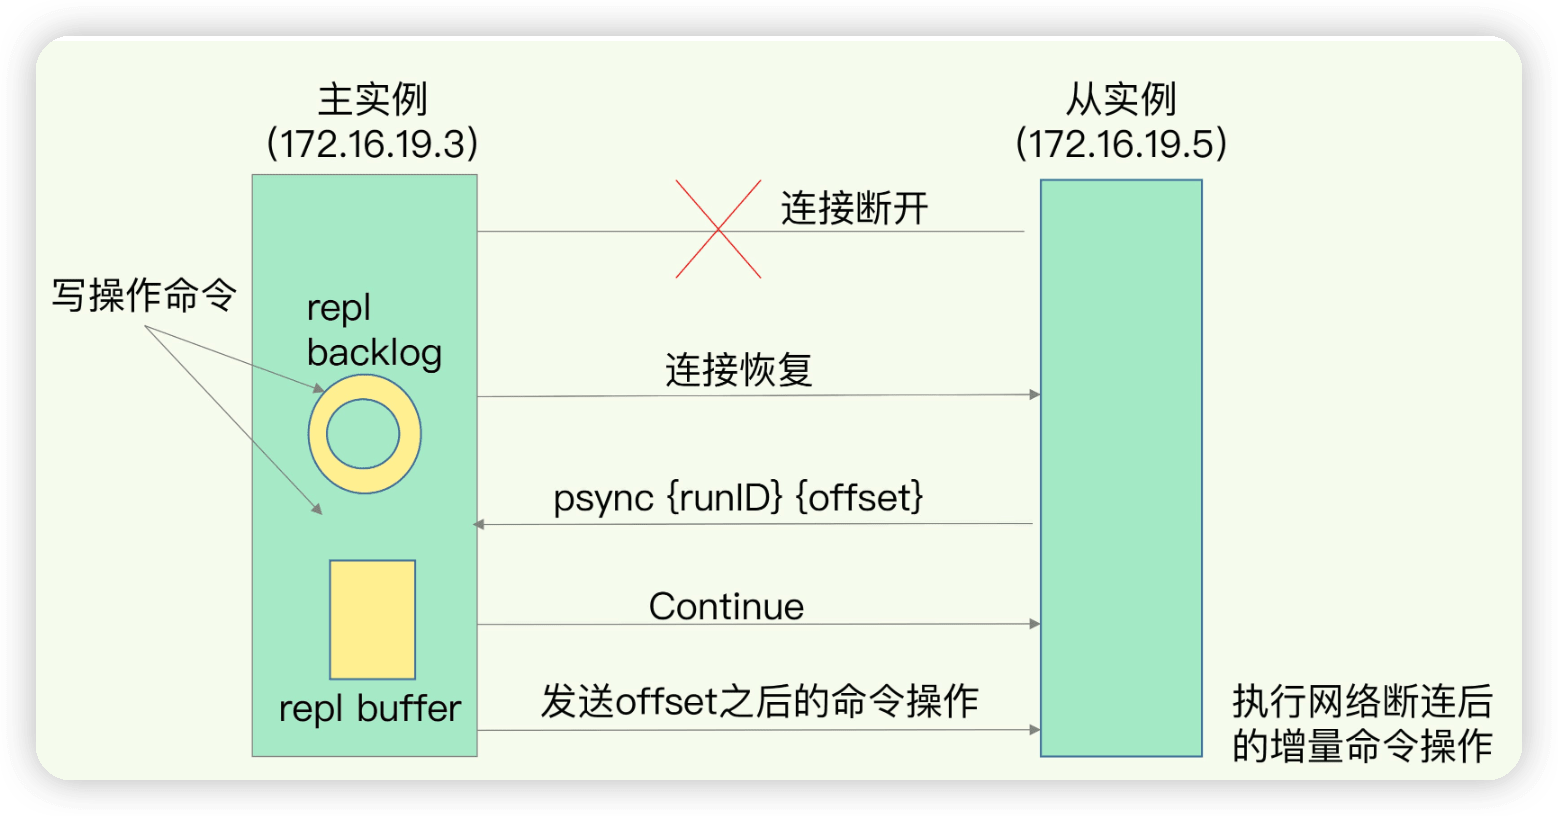 主实例
(172.16.19.3)
从实例
(172.16.19.5)
连接断开
写操作命令
repl
backlog
连接恢复
psync {runID} {offset}
Continue
repl buffer
发送offset之后的命令操作
执行网络断连后
的增量命令操作